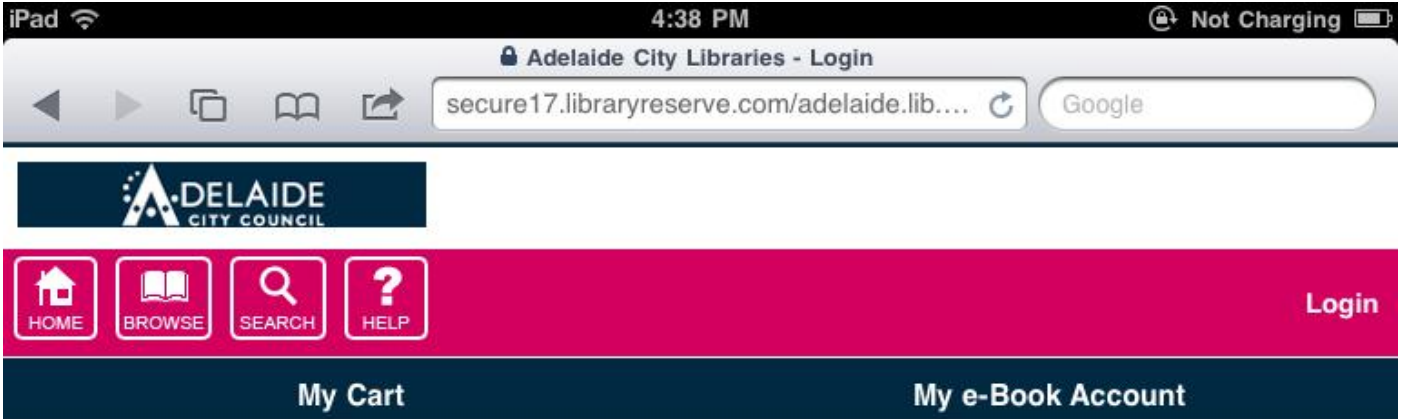 iPad 4:38 PM Not Charging
Adelaide City Libraries - Login
secure17.libraryreserve.com/adelaide.lib.... Google
ADELAIDE
CITY COUNCIL
HOME BROWSE SEARCH ? HELP
Login
My Cart My e-Book Account